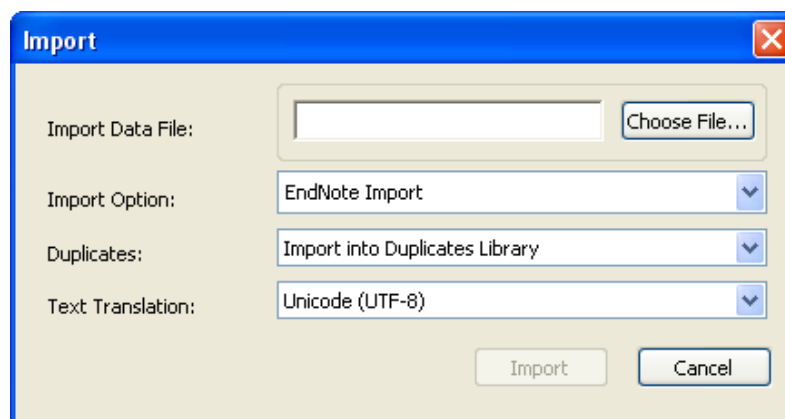 Import
Import Data File:
Choose File...
Import Option:
EndNote Import
Duplicates:
Import into Duplicates Library
Text Translation:
Unicode (UTF-8)
Import
Cancel